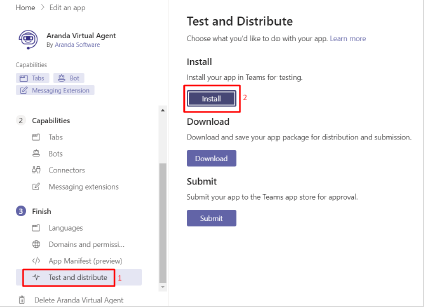 Home > Edit an app
Aranda Virtual Agent
By Aranda Software
Capabilities
Tabs Bot
Messaging Extension
2 Capabilities
Tabs
Bots
Connectors
Messaging extensions
3 Finish
Languages
Domains and permissi...
App Manifest (preview)
Test and distribute 1
Delete Aranda Virtual Agent
Test and Distribute
Choose what you'd like to do with your app. Learn more
Install
Install your app in Teams for testing.
Install 2
Download
Download and save your app package for distribution and submission.
Download
Submit
Submit your app to the Teams app store for approval.
Submit